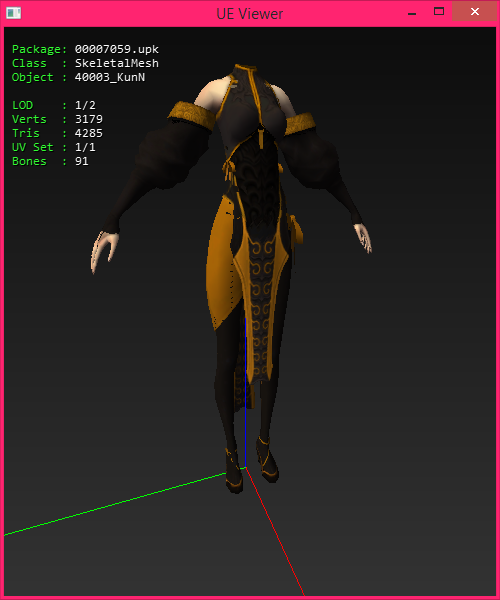 UE Viewer
Package: 00007059.upk
Class : SkeletalMesh
Object : 40003_KunN
LOD : 1/2
Verts : 3179
Tris : 4285
UV Set : 1/1
Bones : 91